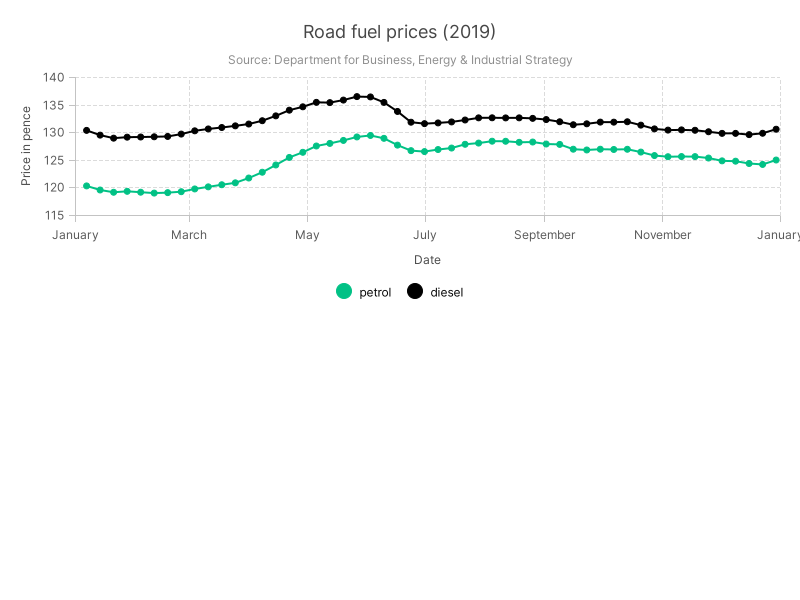 Road fuel prices (2019)
Source: Department for Business, Energy & Industrial Strategy
Price in pence
140
135
130
125
120
115
January March May July September November January
Date
petrol diesel